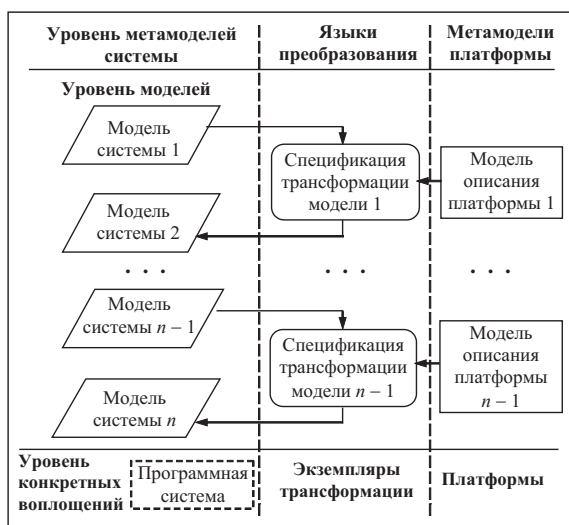 Уровень метамоделей
системы
Языки
преобразования
Метамодели
платформы
Уровень моделей
Модель
системы 1
Спецификация
трансформации
модели 1
Модель
описания
платформы 1
Модель
системы 2
. . .
. . .
. . .
Модель
системы n – 1
Спецификация
трансформации
модели n – 1
Модель
описания
платформы
n – 1
Модель
системы n
Уровень
конкретных
воплощений
Программная
система
Экземпляры
трансформации
Платформы